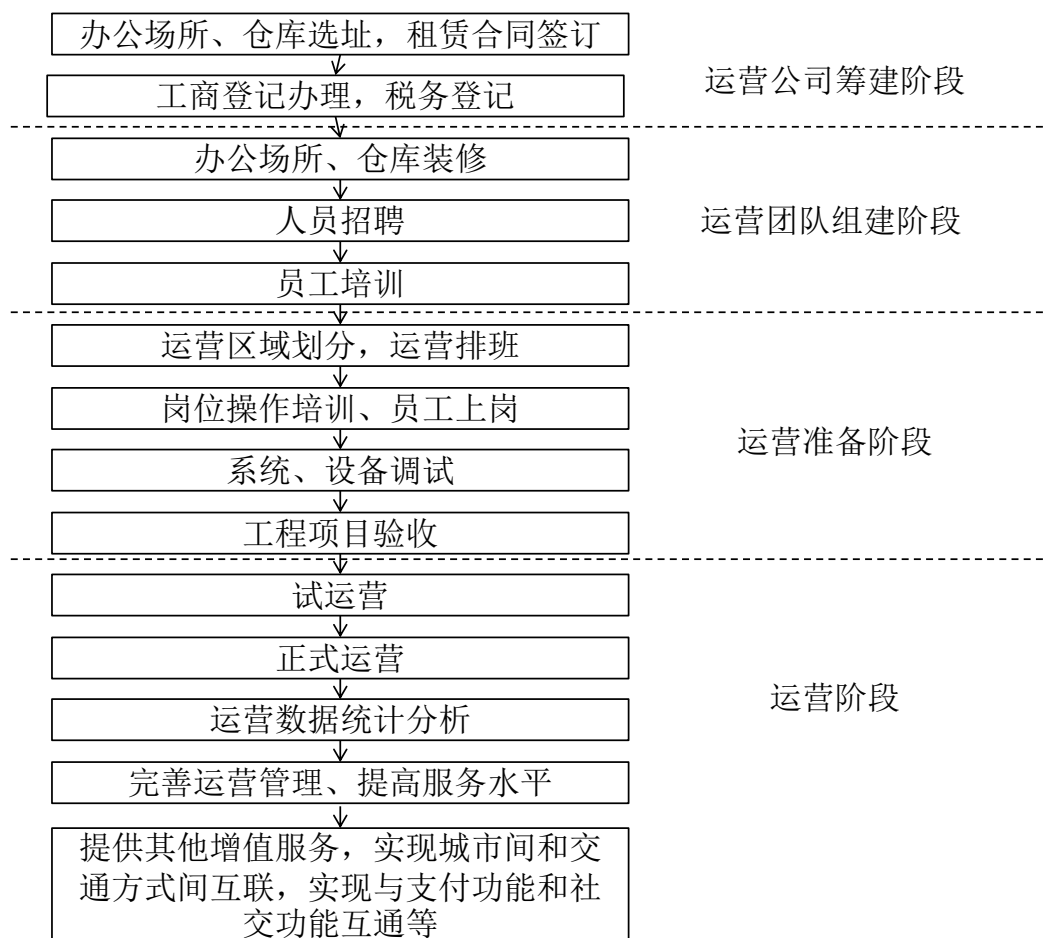 办公场所、仓库选址，租赁合同签订
工商登记办理，税务登记
运营公司筹建阶段
办公场所、仓库装修
人员招聘
运营团队组建阶段
员工培训
运营区域划分，运营排班
岗位操作培训、员工上岗
运营准备阶段
系统、设备调试
工程项目验收
试运营
正式运营
运营阶段
运营数据统计分析
完善运营管理、提高服务水平
提供其他增值服务，实现城市间和交
通方式间互联，实现与支付功能和社
交功能互通等